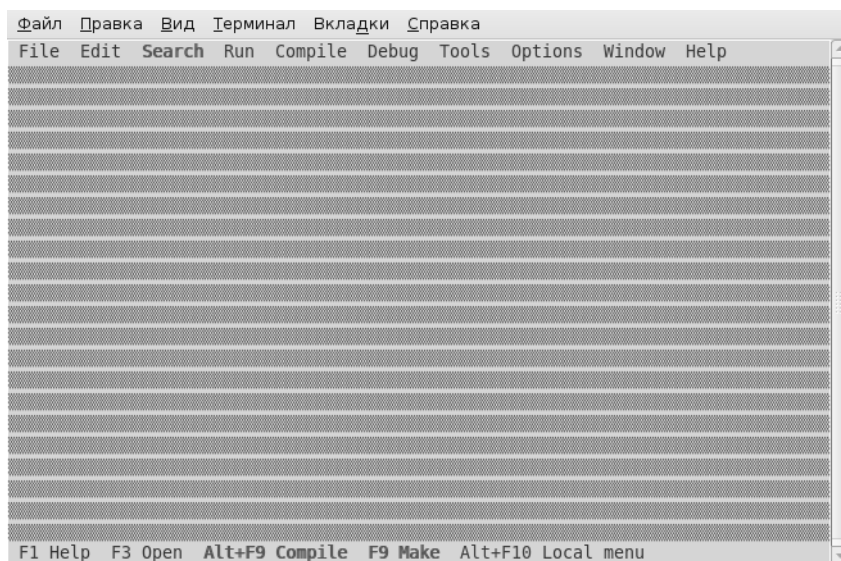 Файл Правка Вид Терминал Вкладки Справка
File Edit Search Run Compile Debug Tools Options Window Help
F1 Help F3 Open Alt+F9 Compile F9 Make Alt+F10 Local menu